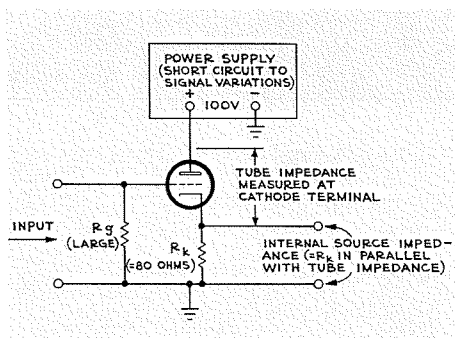 POWER SUPPLY
(SHORT CIRCUIT TO
SIGNAL VARIATIONS)
+ -
100V
TUBE IMPEDANCE
MEASURED AT
CATHODE TERMINAL
INPUT
Rg
(LARGE)
Rk
(=80 OHMS)
INTERNAL SOURCE IMPED-
ANCE (=Rk IN PARALLEL
WITH TUBE IMPEDANCE)